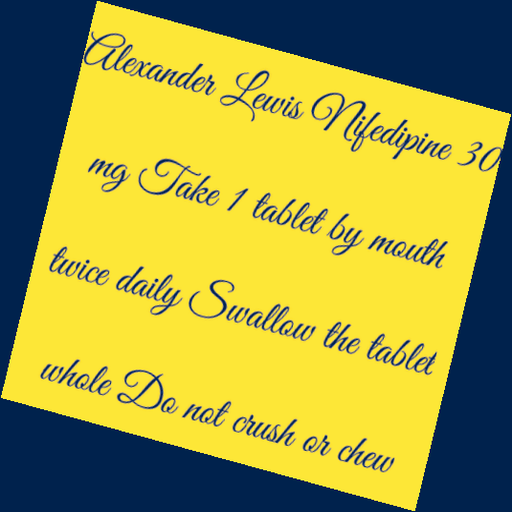 Alexander Lewis Nifedipine 30
mg Take 1 tablet by mouth
twice daily Swallow the tablet
whole Do not crush or chew